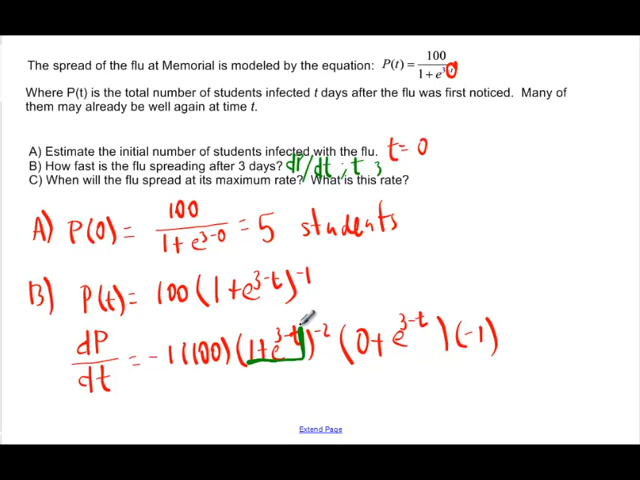 The spread of the flu at Memorial is modeled by the equation: P(t) = 100 / 1 + e^3-0
Where P(t) is the total number of students infected t days after the flu was first noticed. Many of
them may already be well again at time t.
A) Estimate the initial number of students infected with the flu. t = 0
B) How fast is the flu spreading after 3 days? dP/dt ; t 3
C) When will the flu spread at its maximum rate? What is this rate?
A) P(0) = 100 / 1 + e^3-0 = 5 students
B) P(t) = 100 (1 + e^3-t)^-1
dP/dt = -1(100)(1 + e^3-t)^-2 (0 + e^3-t)(-1)
Extend Page